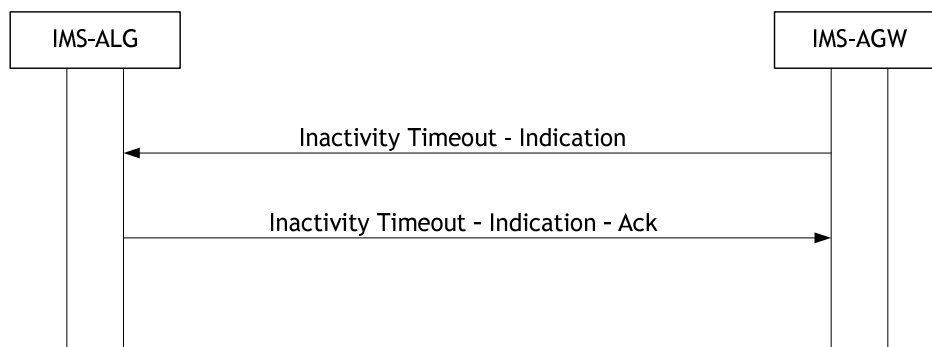 IMS-ALG
IMS-AGW
Inactivity Timeout - Indication
Inactivity Timeout – Indication – Ack